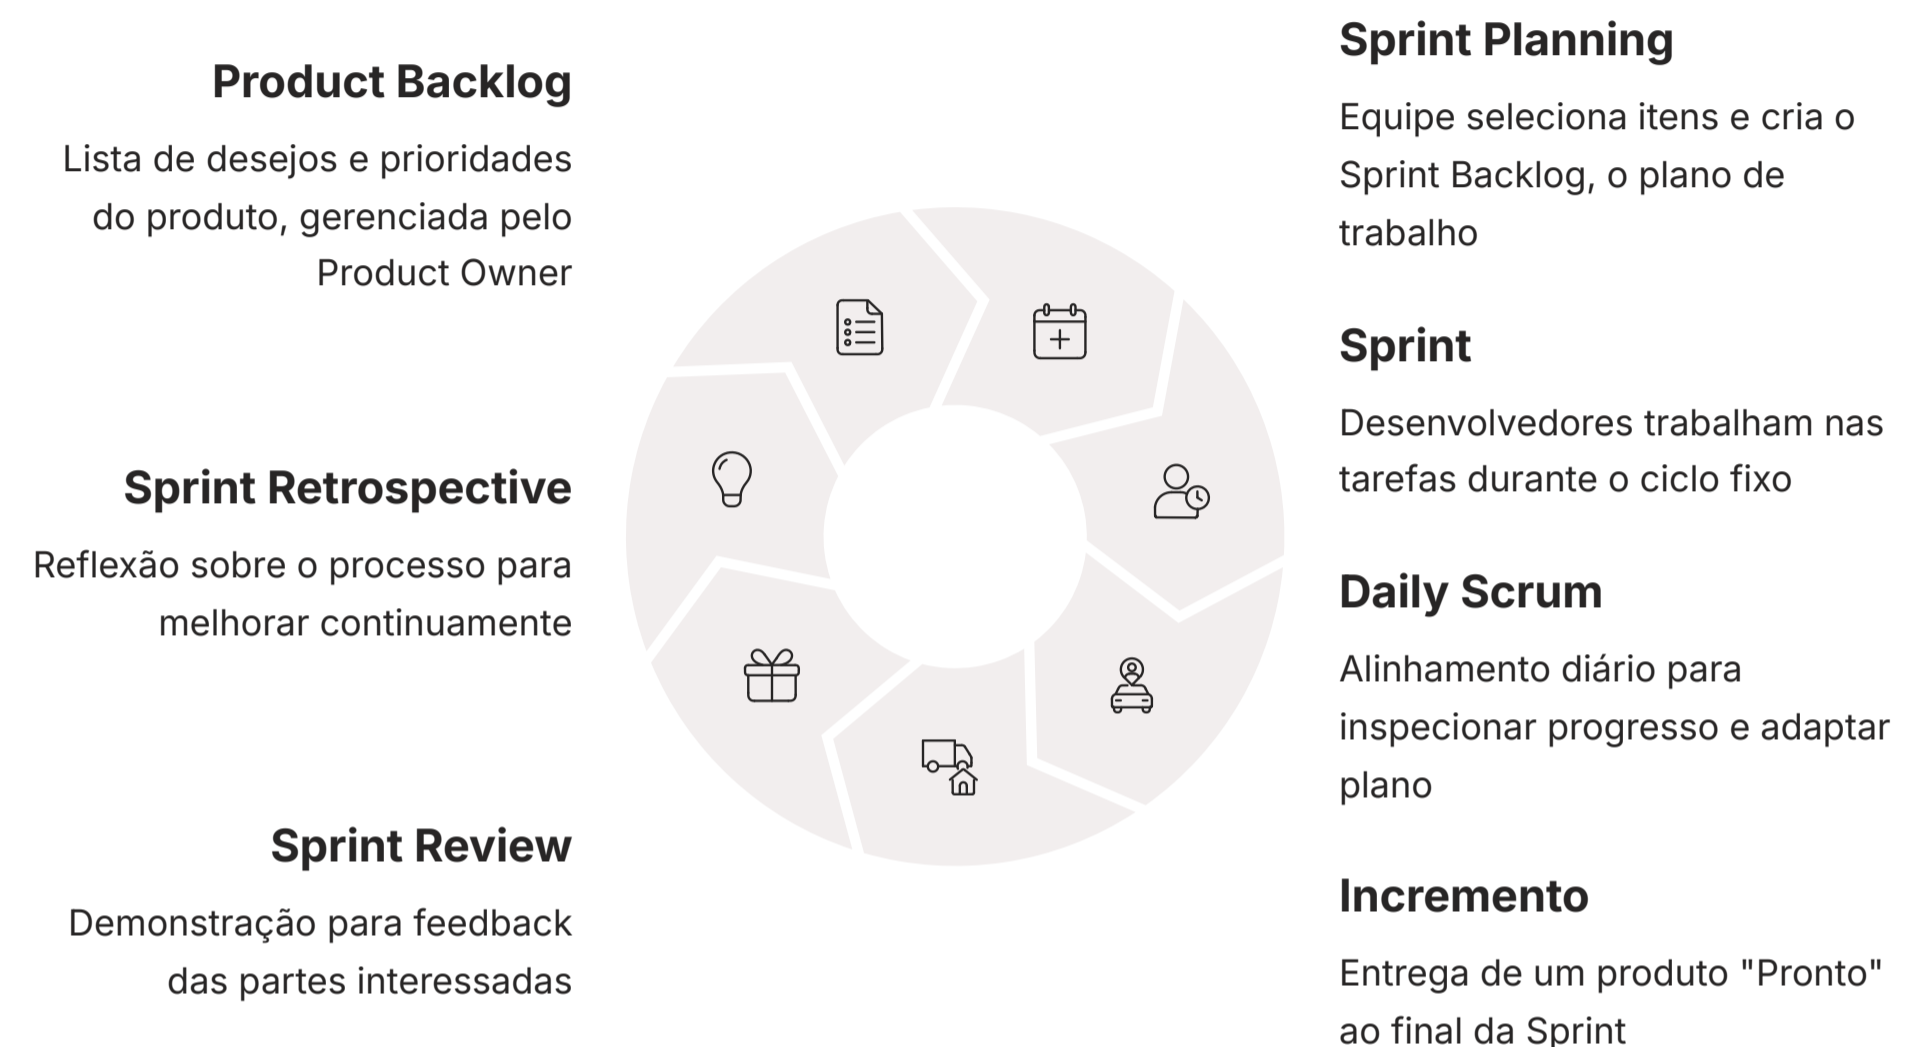 Product Backlog
Lista de desejos e prioridades
do produto, gerenciada pelo
Product Owner
Sprint Planning
Equipe seleciona itens e cria o
Sprint Backlog, o plano de
trabalho
Sprint
Desenvolvedores trabalham nas
tarefas durante o ciclo fixo
Daily Scrum
Alinhamento diário para
inspecionar progresso e adaptar
plano
Incremento
Entrega de um produto "Pronto"
ao final da Sprint
Sprint Review
Demonstração para feedback
das partes interessadas
Sprint Retrospective
Reflexão sobre o processo para
melhorar continuamente